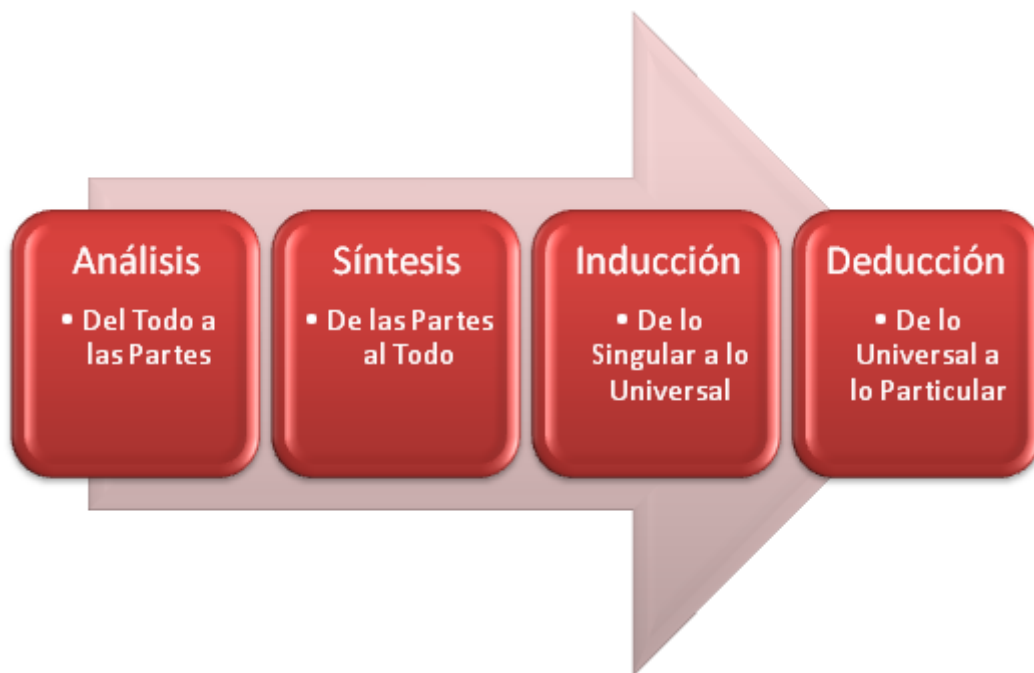 Análisis
• Del Todo a
las Partes
Síntesis
• De las Partes
al Todo
Inducción
• De lo
Singular a lo
Universal
Deducción
• De lo
Universal a
lo Particular